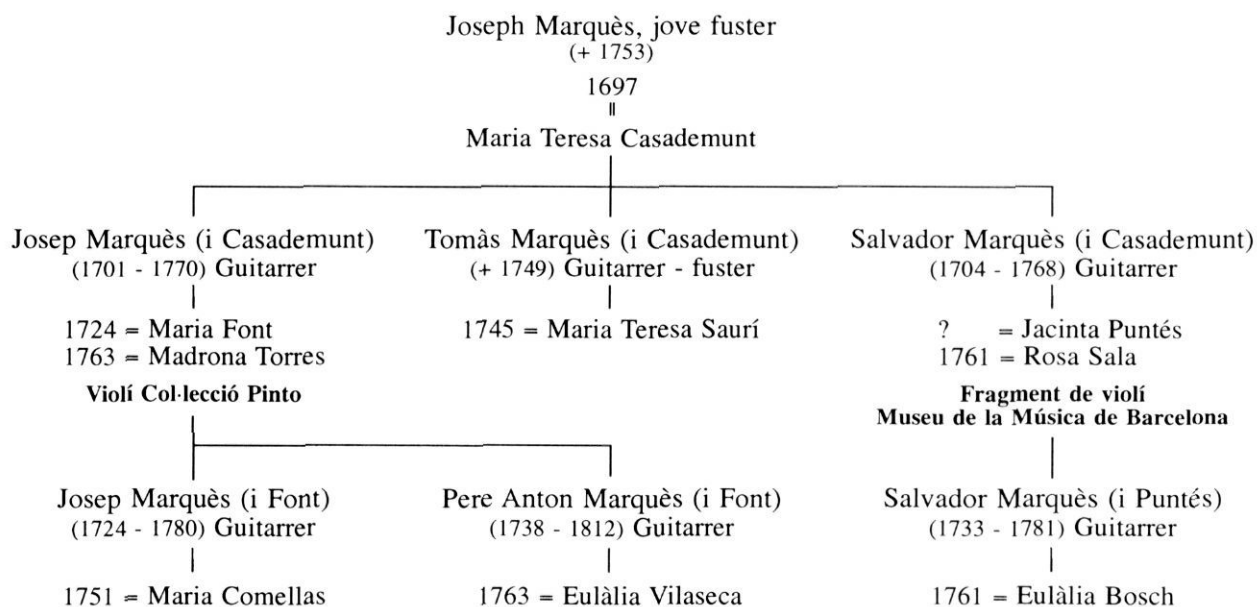 Joseph Marquès, jove fuster
(+ 1753)
1697
=
Maria Teresa Casademunt
Josep Marquès (i Casademunt)
(1701 - 1770) Guitarrer
1724 = Maria Font
1763 = Madrona Torres
Violí Col·lecció Pinto
Tomàs Marquès (i Casademunt)
(+ 1749) Guitarrer - fuster
1745 = Maria Teresa Saurí
Salvador Marquès (i Casademunt)
(1704 - 1768) Guitarrer
? = Jacinta Puntés
1761 = Rosa Sala
Fragment de violí
Museu de la Música de Barcelona
Josep Marquès (i Font)
(1724 - 1780) Guitarrer
1751 = Maria Comellas
Pere Anton Marquès (i Font)
(1738 - 1812) Guitarrer
1763 = Eulàlia Vilaseca
Salvador Marquès (i Puntés)
(1733 - 1781) Guitarrer
1761 = Eulàlia Bosch